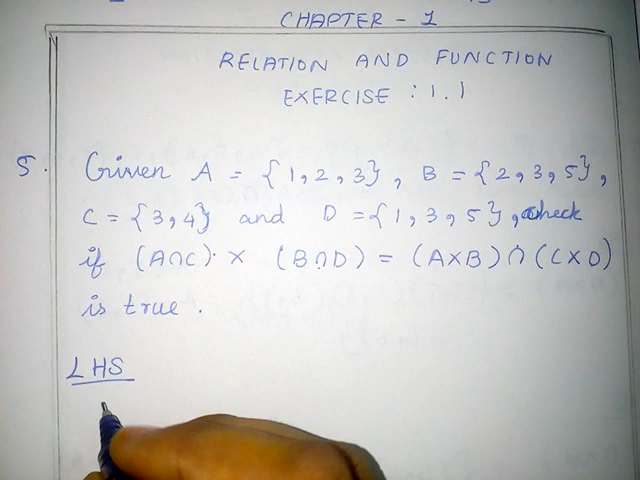 CHAPTER - 1
RELATION AND FUNCTION
EXERCISE : 1.1
5. Given A = {1,2,3}, B = {2,3,5},
C = {3,4} and D = {1,3,5}, check
if (A∩C) × (B∩D) = (A×B) ∩ (C×D)
is true.
LHS